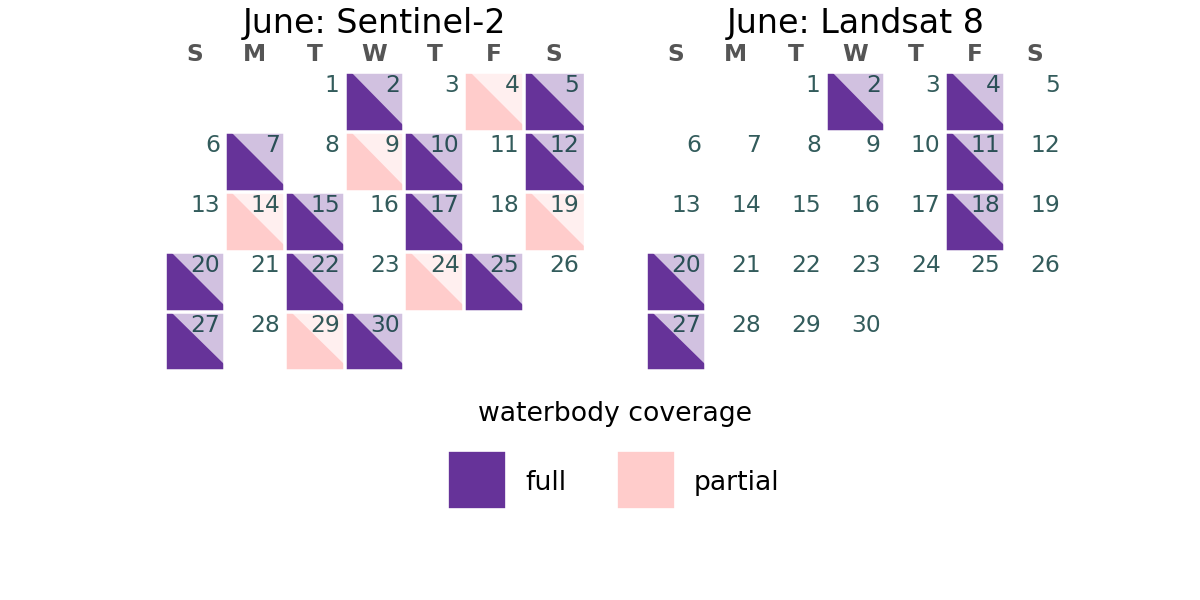 June: Sentinel-2
S M T W T F S
1 2 3 4 5
6 7 8 9 10 11 12
13 14 15 16 17 18 19
20 21 22 23 24 25 26
27 28 29 30
June: Landsat 8
S M T W T F S
1 2 3 4 5
6 7 8 9 10 11 12
13 14 15 16 17 18 19
20 21 22 23 24 25 26
27 28 29 30
waterbody coverage
full partial